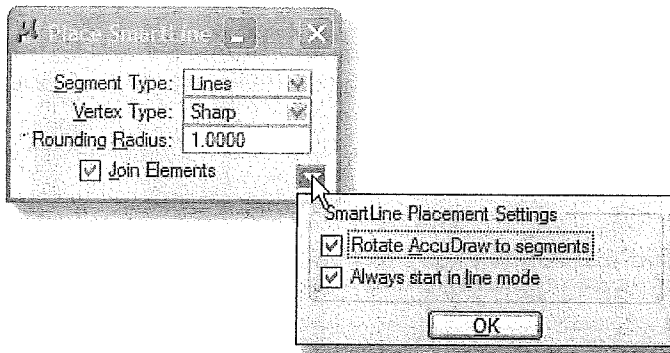 µ Place SmartLine
Segment Type: Lines
Vertex Type: Sharp
Rounding Radius: 1.0000
Join Elements
SmartLine Placement Settings
Rotate AccuDraw to segments
Always start in line mode
OK